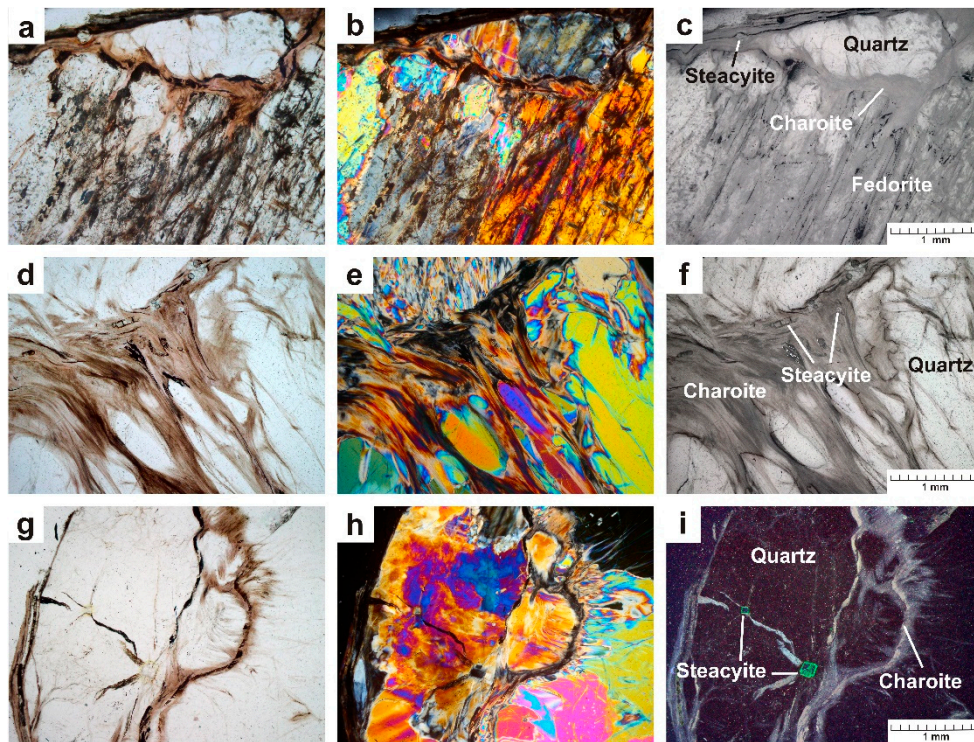 a
b
c
Quartz
Steacyite
Charoite
Fedorite
1 mm
d
e
f
Quartz
Steacyite
Charoite
1 mm
g
h
i
Quartz
Steacyite
Charoite
1 mm